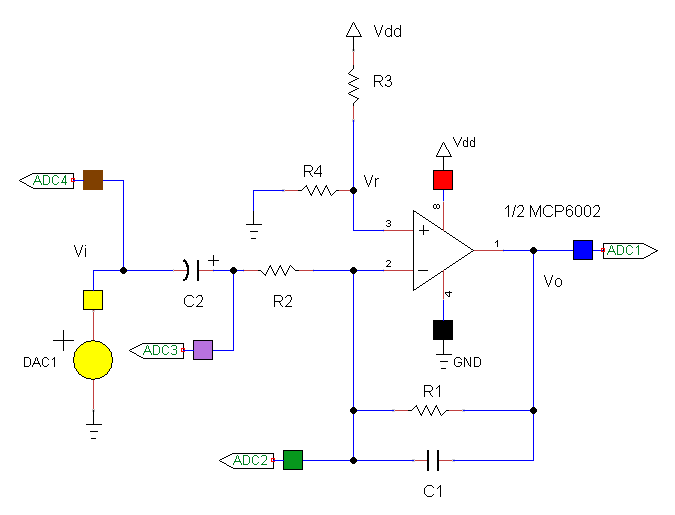 Vdd
R3
Vdd
R4
ADC4
Vr
8
1/2 MCP6002
3
+
1
ADC1
Vi
+
2
−
Vo
C2
R2
4
+
ADC3
DAC1
GND
R1
ADC2
C1